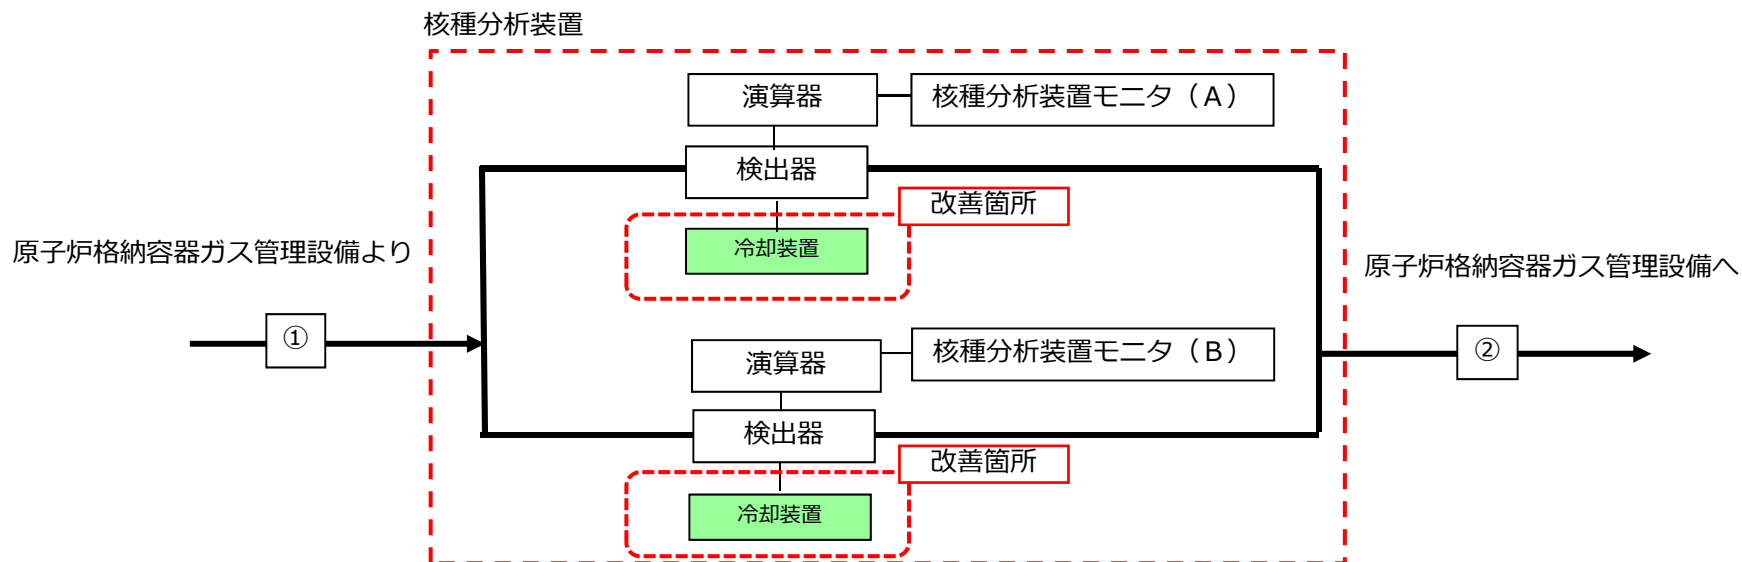 核種分析装置
演算器
核種分析装置モニタ（Ａ）
検出器
改善箇所
冷却装置
原子炉格納容器ガス管理設備より
①
原子炉格納容器ガス管理設備へ
②
演算器
核種分析装置モニタ（Ｂ）
検出器
改善箇所
冷却装置